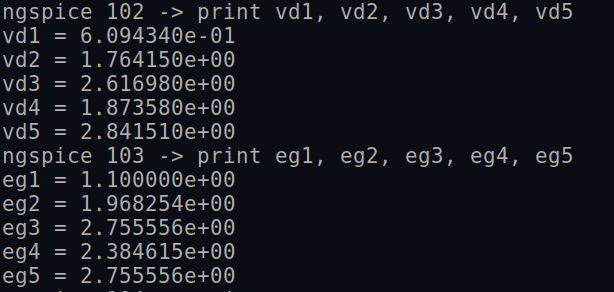 ngspice 102 -> print vd1, vd2, vd3, vd4, vd5
vd1 = 6.094340e-01
vd2 = 1.764150e+00
vd3 = 2.616980e+00
vd4 = 1.873580e+00
vd5 = 2.841510e+00
ngspice 103 -> print eg1, eg2, eg3, eg4, eg5
eg1 = 1.100000e+00
eg2 = 1.968254e+00
eg3 = 2.755556e+00
eg4 = 2.384615e+00
eg5 = 2.755556e+00